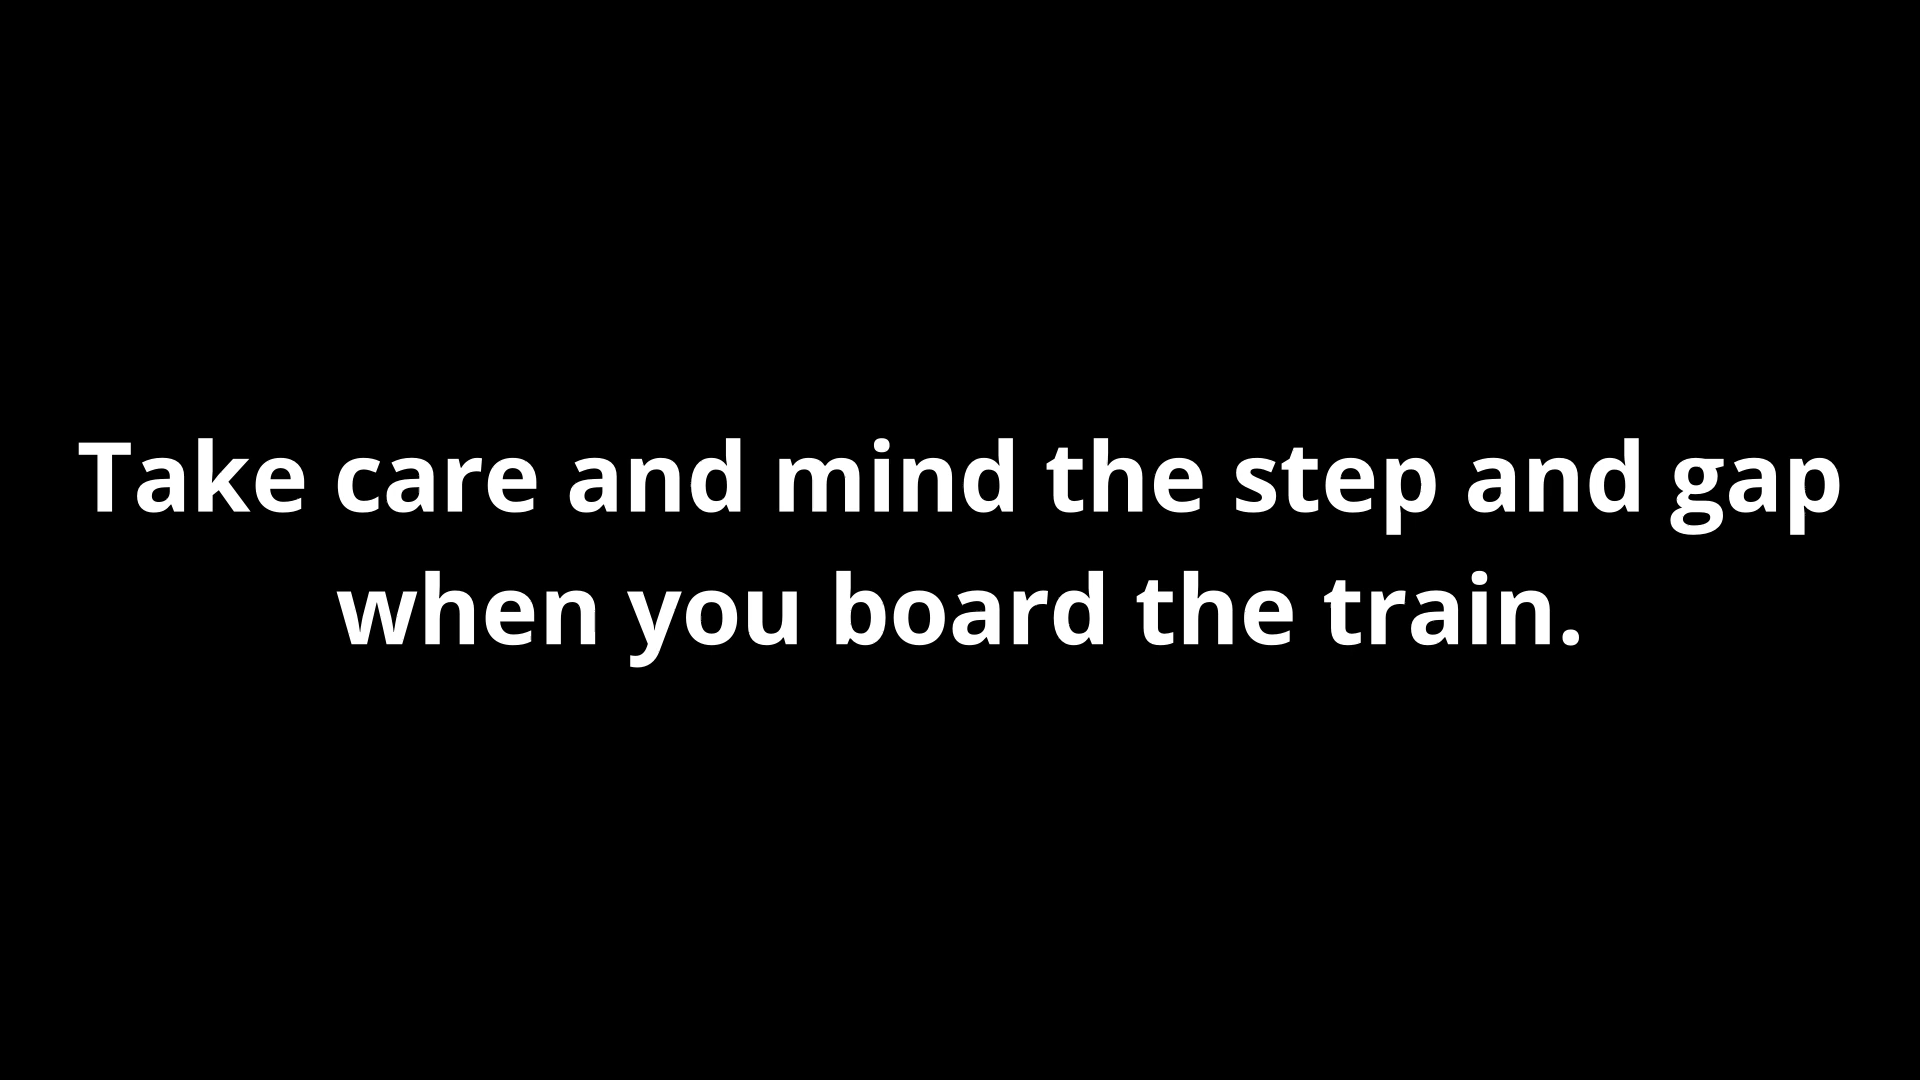 Take care and mind the step and gap
when you board the train.